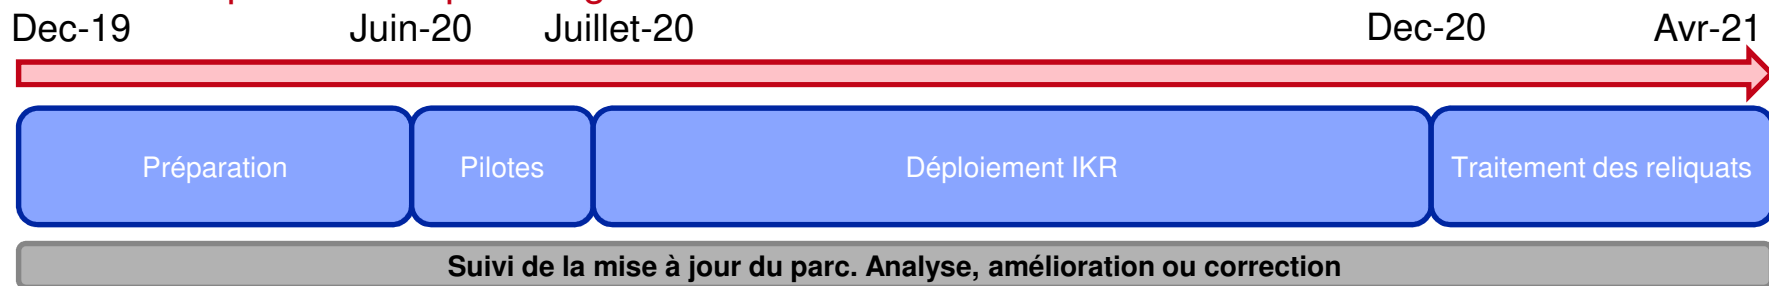 Dec-19 Juin-20 Juillet-20 Dec-20 Avr-21
Préparation Pilotes Déploiement IKR Traitement des reliquats
Suivi de la mise à jour du parc. Analyse, amélioration ou correction